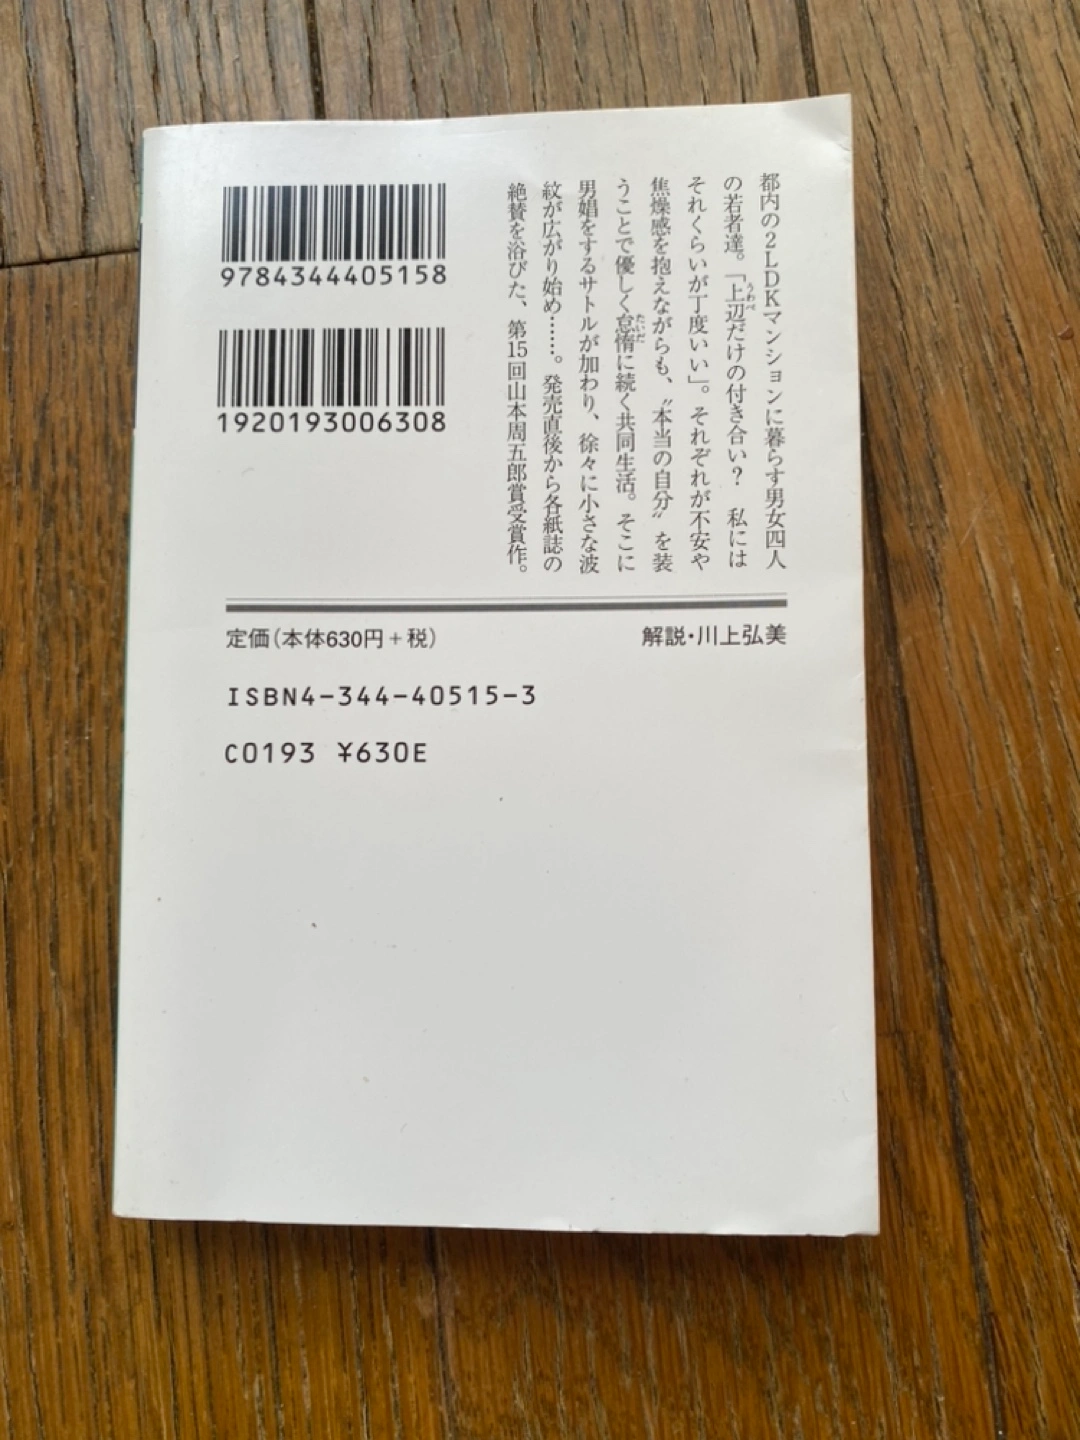 9784344405158
1920193006308
都内の2LDKマンションに暮らす男女四人
の若者達。「上辺だけの付き合い? 私には
うわべ
それくらいが丁度いい」。それぞれが不安や
焦燥感を抱えながらも、〝本当の自分〟を装
うことで優しく怠惰に続く共同生活。そこに
たいだ
男娼をするサトルが加わり、徐々に小さな波
紋が広がり始め……。発売直後から各紙誌の
絶賛を浴びた、第15回山本周五郎賞受賞作。
定価(本体630円+税)
解説・川上弘美
ISBN4-344-40515-3
C0193 ¥630E